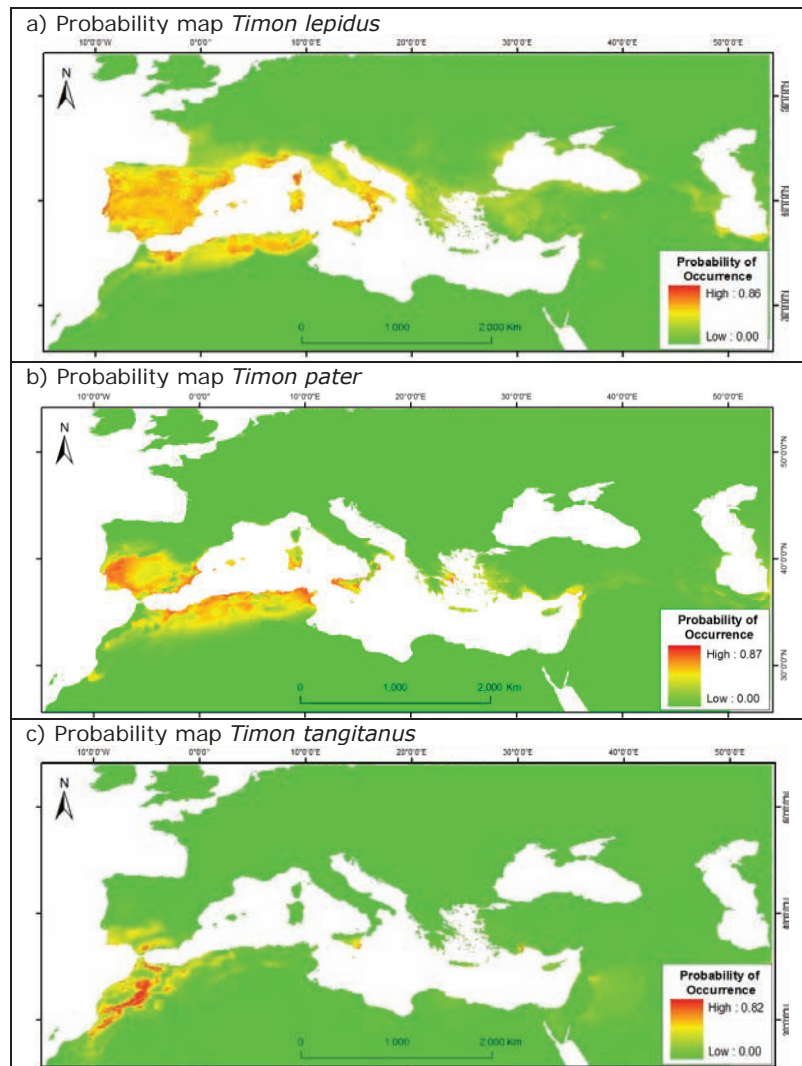 a) Probability map Timon lepidus
10°0'0"W 0°0'0" 10°0'0"E 20°0'0"E 30°0'0"E 40°0'0"E 50°0'0"E
N
Probability of
Occurrence
High : 0.86
Low : 0.00
0 1 000 2 000 Km
b) Probability map Timon pater
10°0'0"W 0°0'0" 10°0'0"E 20°0'0"E 30°0'0"E 40°0'0"E 50°0'0"E
N
50°0'0"N
40°0'0"N
Probability of
Occurrence
High : 0.87
30°0'0"N
Low : 0.00
0 1,000 2,000 Km
c) Probability map Timon tangitanus
10°0'0"W 0°0'0" 10°0'0"E 20°0'0"E 30°0'0"E 40°0'0"E 50°0'0"E
N
Probability of
Occurrence
High : 0.82
Low : 0.00
0 1 000 2 000 Km